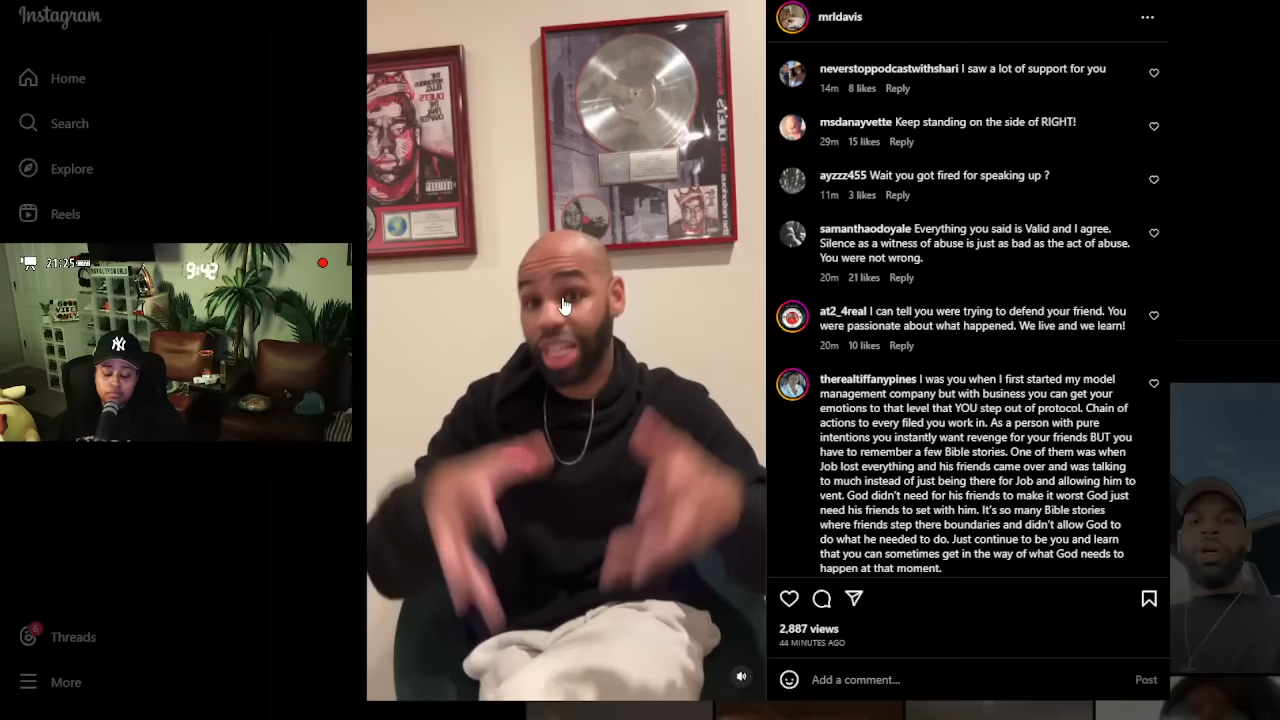 Instagram
Home
Search
Explore
Reels
6
Threads
More
21:25
9:42
GOOD
VIBES
ONLY
NY
THE
NOTORIOUS
B.I.G.
DUETS
THE
FINAL
CHAPTER
DUETS
mrldavis
neverstoppodcastwithshari I saw a lot of support for you
14m 8 likes Reply
msdanayvette Keep standing on the side of RIGHT!
29m 15 likes Reply
ayzzz455 Wait you got fired for speaking up ?
11m 3 likes Reply
samanthaodoyale Everything you said is Valid and I agree.
Silence as a witness of abuse is just as bad as the act of abuse.
You were not wrong.
20m 21 likes Reply
at2_4real I can tell you were trying to defend your friend. You
were passionate about what happened. We live and we learn!
20m 10 likes Reply
therealtiffanypines I was you when I first started my model
management company but with business you can get your
emotions to that level that YOU step out of protocol. Chain of
actions to every filed you work in. As a person with pure
intentions you instantly want revenge for your friends BUT you
have to remember a few Bible stories. One of them was when
Job lost everything and his friends came over and was talking
to much instead of just being there for Job and allowing him to
vent. God didn't need for his friends to make it worst God just
need his friends to set with him. It's so many Bible stories
where friends step there boundaries and didn't allow God to
do what he needed to do. Just continue to be you and learn
that you can sometimes get in the way of what God needs to
happen at that moment.
2,887 views
44 MINUTES AGO
Add a comment...
Post